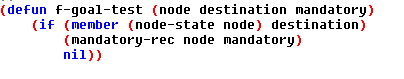 (defun f-goal-test (node destination mandatory)
    (if (member (node-state node) destination)
        (mandatory-rec node mandatory)
        nil))